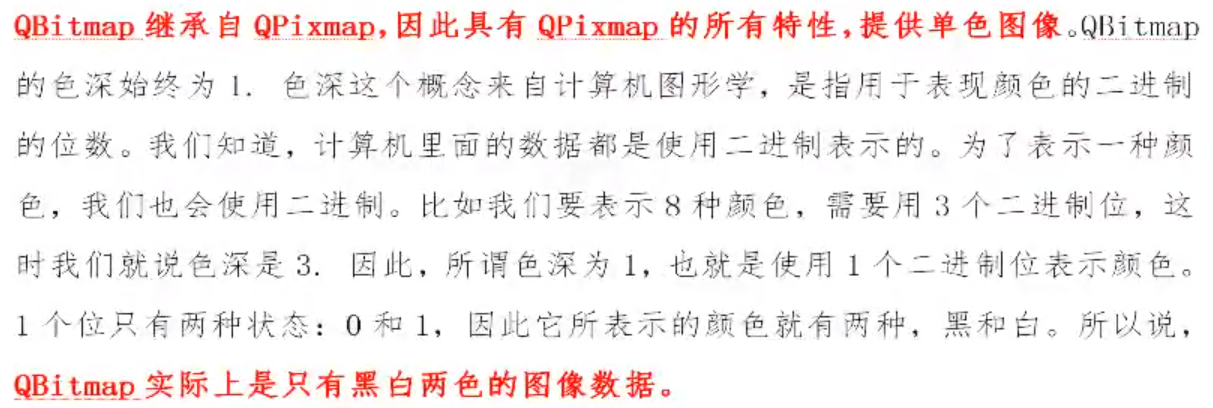 QBitmap 继承自 QPixmap,因此具有 QPixmap 的所有特性,提供单色图像。QBitmap
的色深始终为 1. 色深这个概念来自计算机图形学，是指用于表现颜色的二进制
的位数。我们知道，计算机里面的数据都是使用二进制表示的。为了表示一种颜
色，我们也会使用二进制。比如我们要表示 8 种颜色，需要用 3 个二进制位，这
时我们就说色深是 3. 因此，所谓色深为 1，也就是使用 1 个二进制位表示颜色。
1 个位只有两种状态：0 和 1，因此它所表示的颜色就有两种，黑和白。所以说，
QBitmap 实际上是只有黑白两色的图像数据。